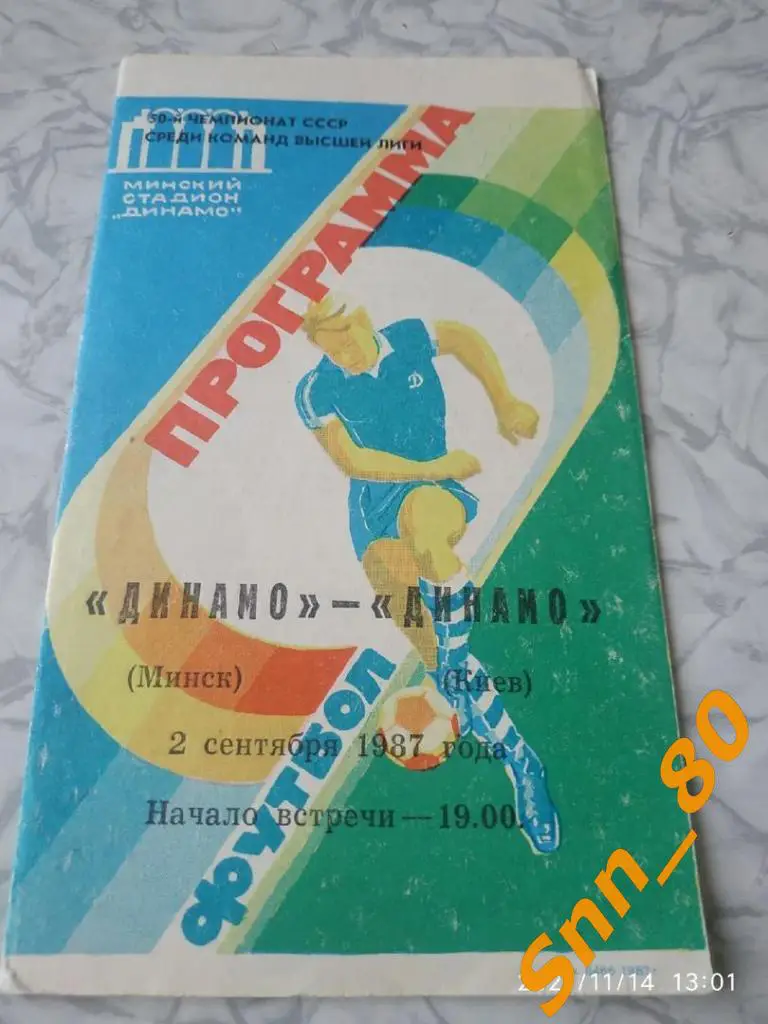 50-й ЧЕМПИОНАТ СССР
СРЕДИ КОМАНД ВЫСШЕЙ ЛИГИ
МИНСКИЙ
СТАДИОН
„ДИНАМО"
ПРОГРАММА
Д
«ДИНАМО» — «ДИНАМО»
(Минск) (Киев)
2 сентября 1987 года
Начало встречи — 19.00.
ФУТБОЛ
Snn_80
/11/14 13:01